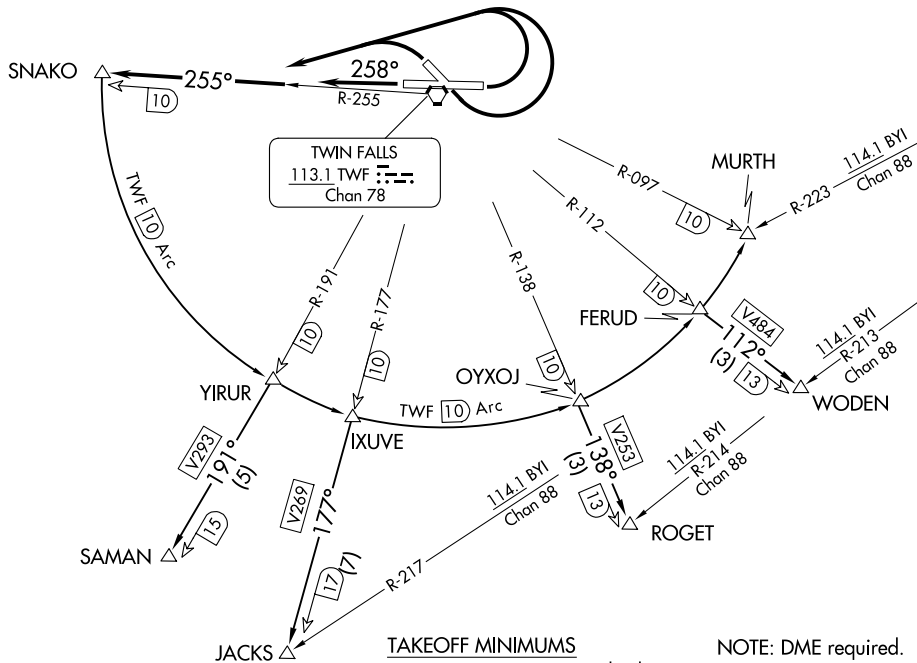 SNAKO
255°
258°
R-255
10
TWIN FALLS
113.1 TWF
Chan 78
MURTH
114.1 BYI
R-223
Chan 88
R-097
10
R-112
10
TWF 10 Arc
R-191
10
R-177
10
R-138
10
FERUD
V484
112°
(3)
13
114.1 BYI
R-213
Chan 88
WODEN
OYXOJ
YIRUR
IXUVE
TWF 10 Arc
V293
191°
(5)
15
SAMAN
V269
177°
(7)
17
JACKS
V253
138°
(3)
13
ROGET
114.1 BYI
R-214
Chan 88
114.1 BYI
Chan 88
R-217
TAKEOFF MINIMUMS
NOTE: DME required.